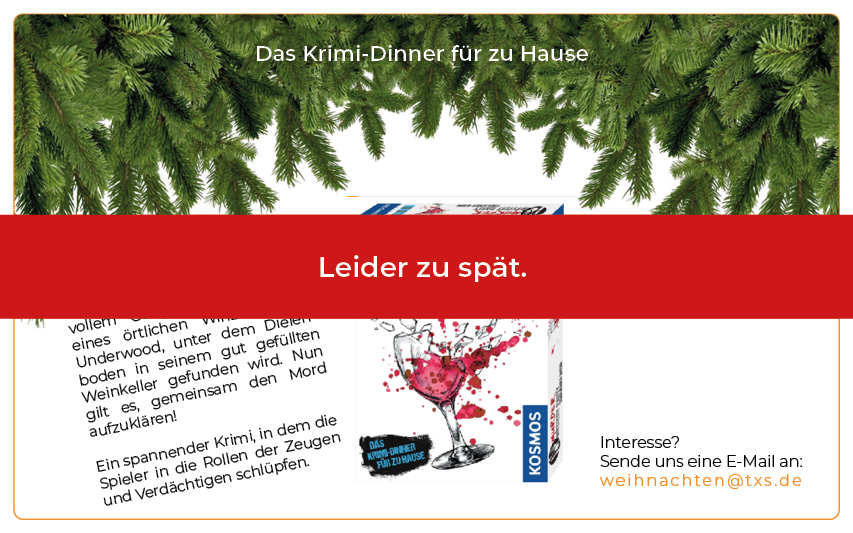 Das Krimi-Dinner für zu Hause
Leider zu spät.
vollem
eines örtlichen
Underwood, unter dem Dielen
boden in seinem gut gefüllten
Weinkeller gefunden wird. Nun
gilt es, gemeinsam den Mord
aufzuklären!
Ein spannender Krimi, in dem die
Spieler in die Rollen der Zeugen
und Verdächtigen schlüpfen.
DAS
KRIMI-DINNER
FÜR ZU HAUSE
KOSMOS
Interesse?
Sende uns eine E-Mail an:
weihnachten@txs.de